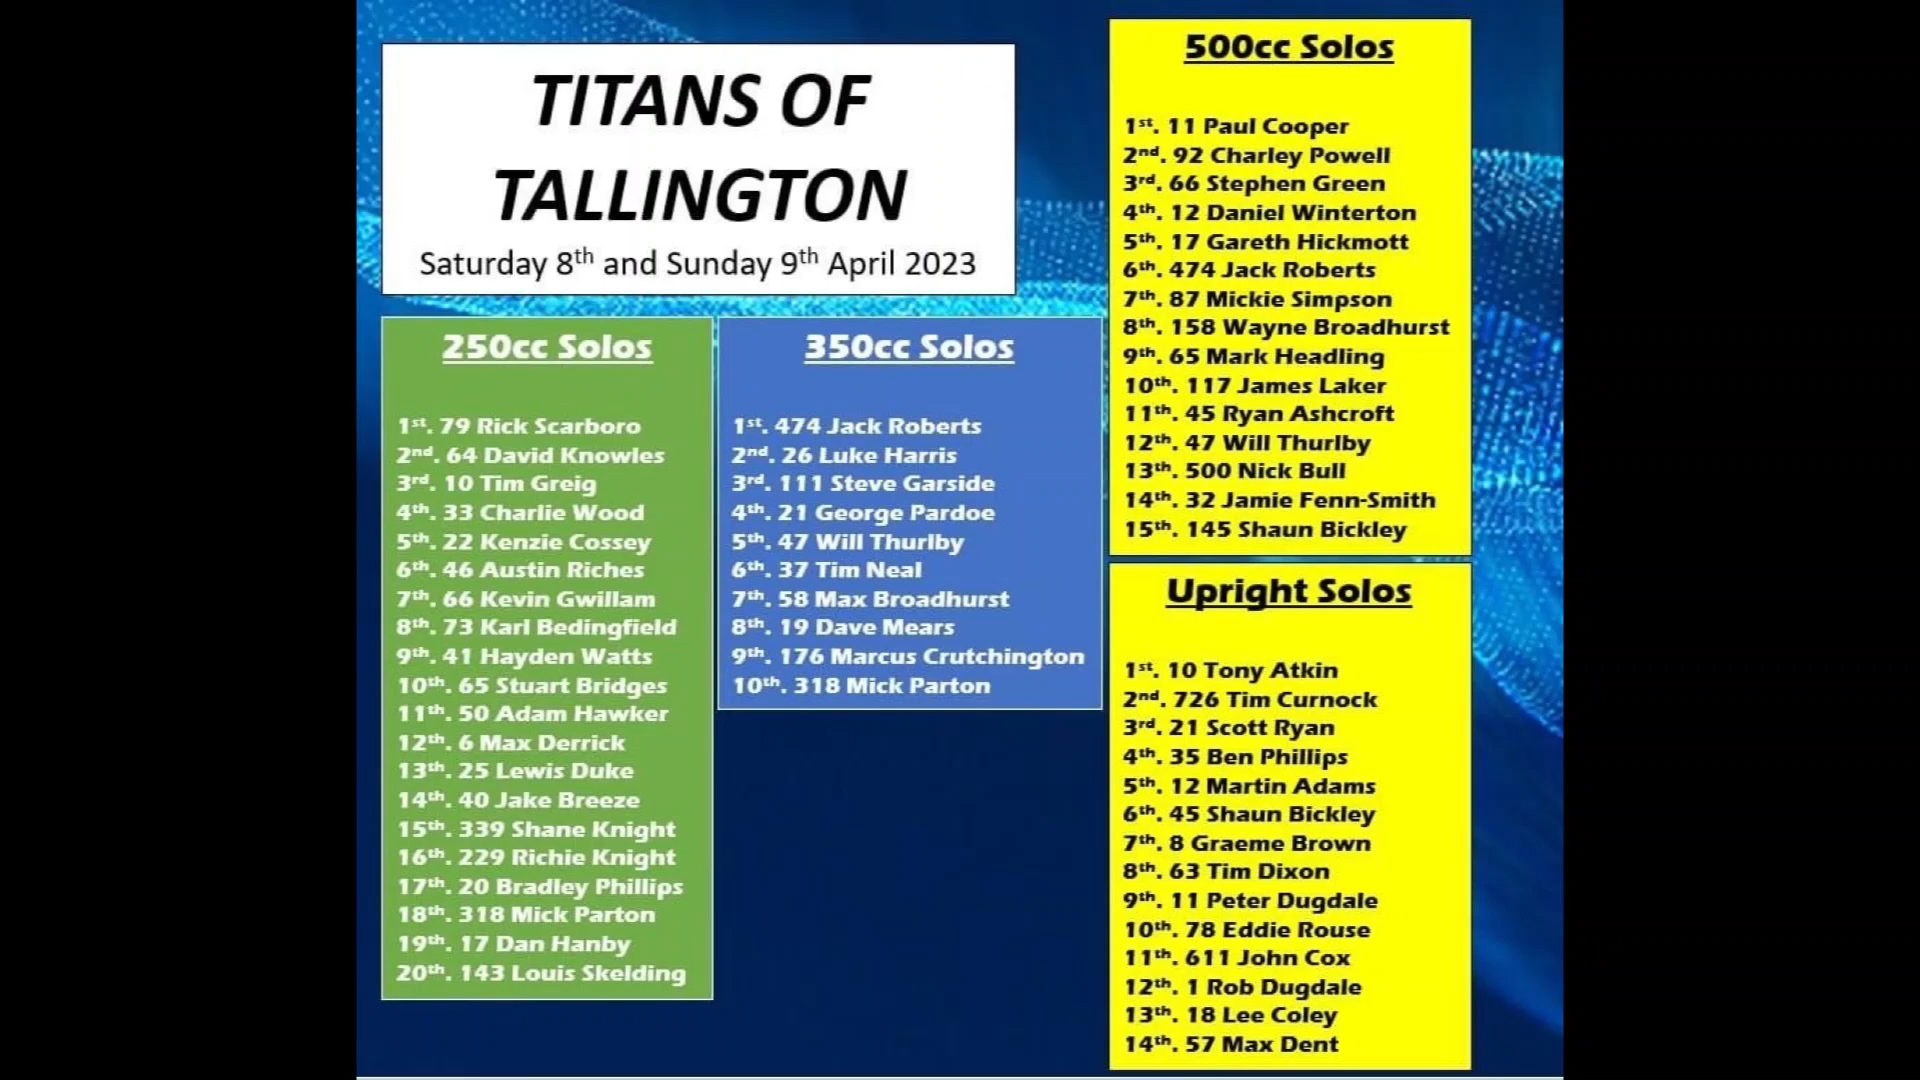 TITANS OF
TALLINGTON
Saturday 8th and Sunday 9th April 2023
250cc Solos
1st. 79 Rick Scarboro
2nd. 64 David Knowles
3rd. 10 Tim Greig
4th. 33 Charlie Wood
5th. 22 Kenzie Cossey
6th. 46 Austin Riches
7th. 66 Kevin Gwillam
8th. 73 Karl Bedingfield
9th. 41 Hayden Watts
10th. 65 Stuart Bridges
11th. 50 Adam Hawker
12th. 6 Max Derrick
13th. 25 Lewis Duke
14th. 40 Jake Breeze
15th. 339 Shane Knight
16th. 229 Richie Knight
17th. 20 Bradley Phillips
18th. 318 Mick Parton
19th. 17 Dan Hanby
20th. 143 Louis Skelding
350cc Solos
1st. 474 Jack Roberts
2nd. 26 Luke Harris
3rd. 111 Steve Garside
4th. 21 George Pardoe
5th. 47 Will Thurlby
6th. 37 Tim Neal
7th. 58 Max Broadhurst
8th. 19 Dave Mears
9th. 176 Marcus Crutchington
10th. 318 Mick Parton
500cc Solos
1st. 11 Paul Cooper
2nd. 92 Charley Powell
3rd. 66 Stephen Green
4th. 12 Daniel Winterton
5th. 17 Gareth Hickmott
6th. 474 Jack Roberts
7th. 87 Mickie Simpson
8th. 158 Wayne Broadhurst
9th. 65 Mark Headling
10th. 117 James Laker
11th. 45 Ryan Ashcroft
12th. 47 Will Thurlby
13th. 500 Nick Bull
14th. 32 Jamie Fenn-Smith
15th. 145 Shaun Bickley
Upright Solos
1st. 10 Tony Atkin
2nd. 726 Tim Curnock
3rd. 21 Scott Ryan
4th. 35 Ben Phillips
5th. 12 Martin Adams
6th. 45 Shaun Bickley
7th. 8 Graeme Brown
8th. 63 Tim Dixon
9th. 11 Peter Dugdale
10th. 78 Eddie Rouse
11th. 611 John Cox
12th. 1 Rob Dugdale
13th. 18 Lee Coley
14th. 57 Max Dent